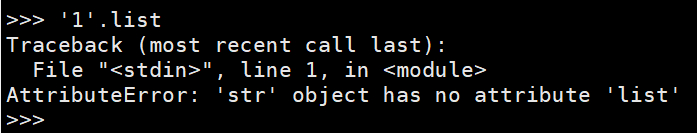 >>> '1'.list
Traceback (most recent call last):
  File "<stdin>", line 1, in <module>
AttributeError: 'str' object has no attribute 'list'
>>>